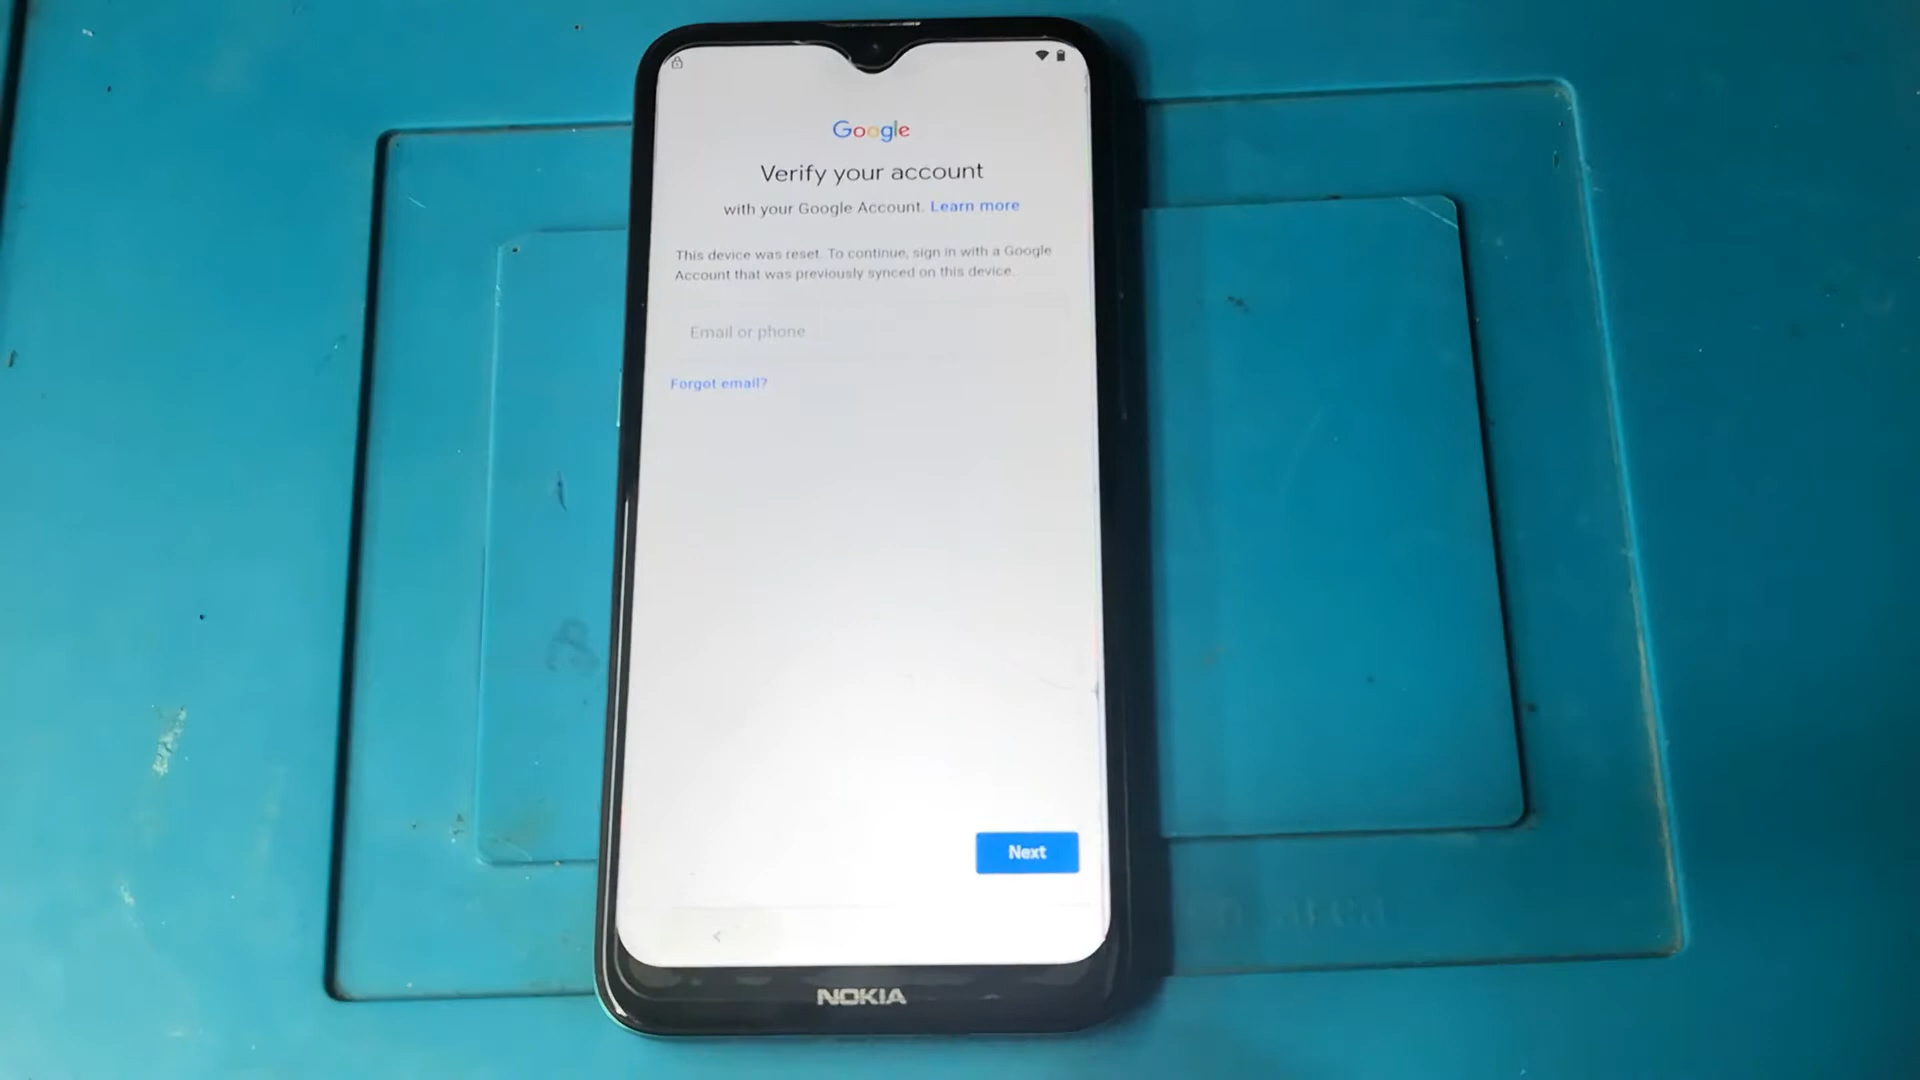 Google
Verify your account
with your Google Account. Learn more
This device was reset. To continue, sign in with a Google
Account that was previously synced on this device.
Email or phone
Forgot email?
Next
NOKIA
area